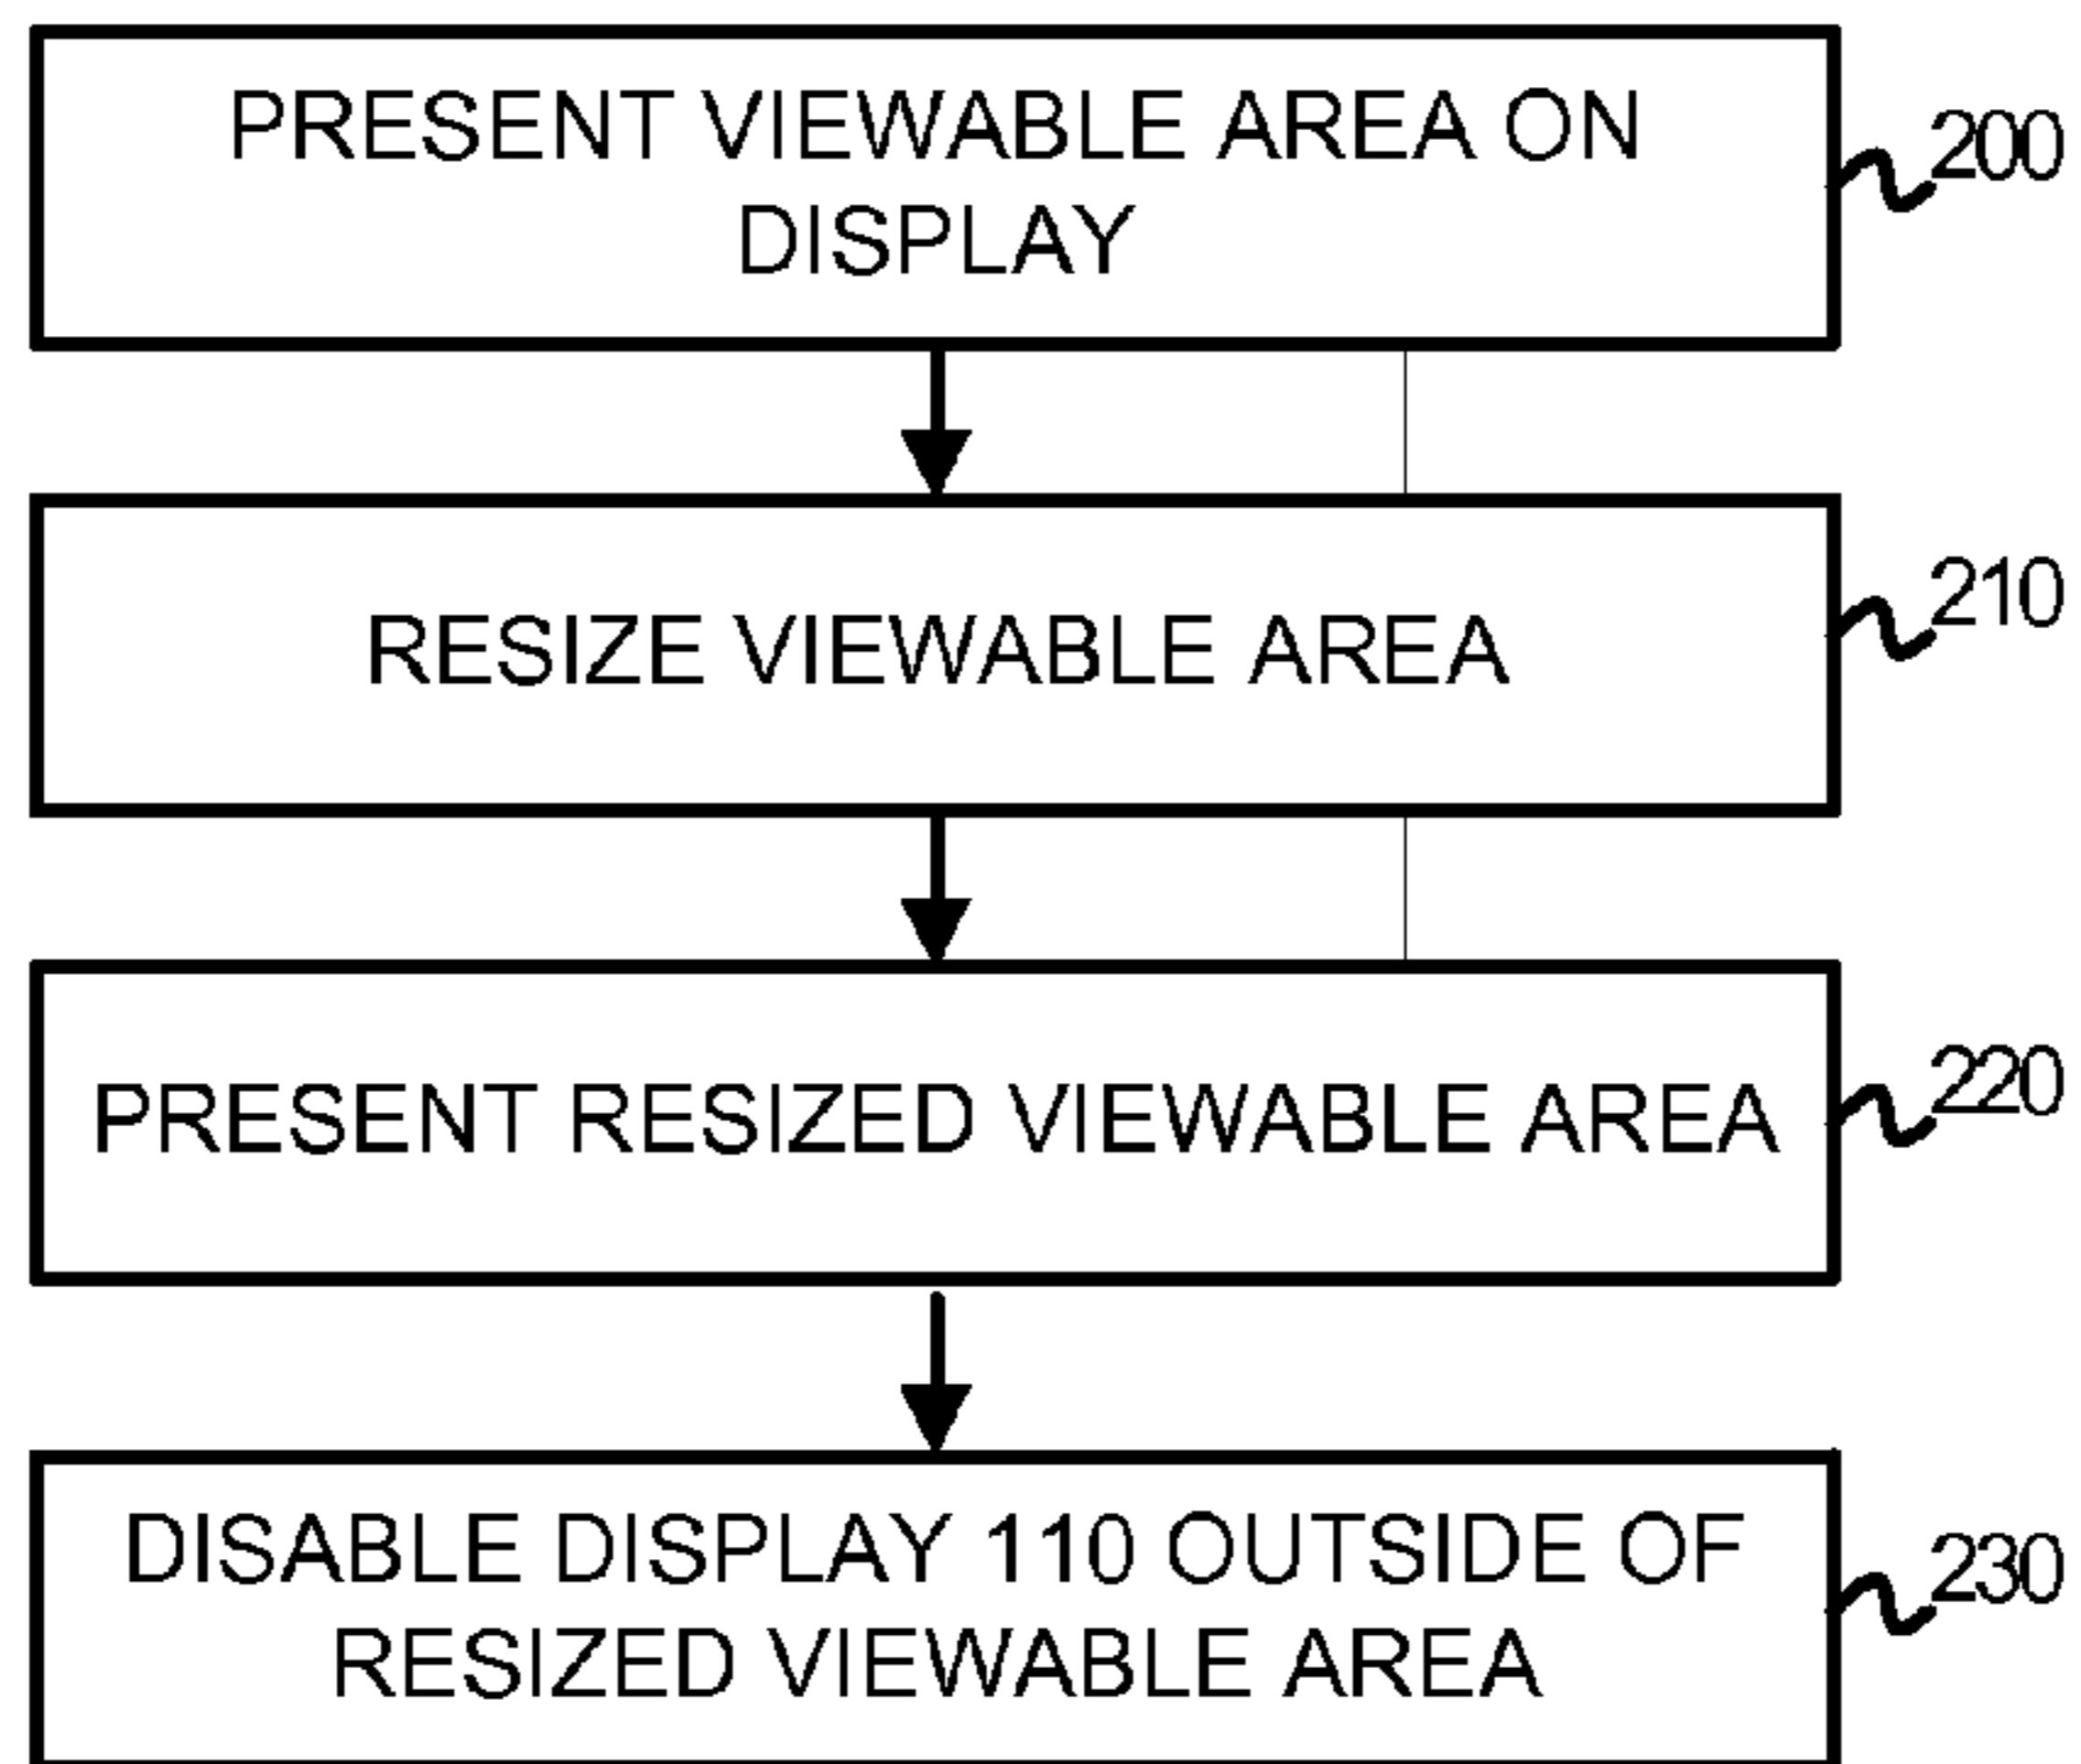 PRESENT VIEWABLE AREA ON
DISPLAY
200
RESIZE VIEWABLE AREA
210
PRESENT RESIZED VIEWABLE AREA
220
DISABLE DISPLAY 110 OUTSIDE OF
RESIZED VIEWABLE AREA
230